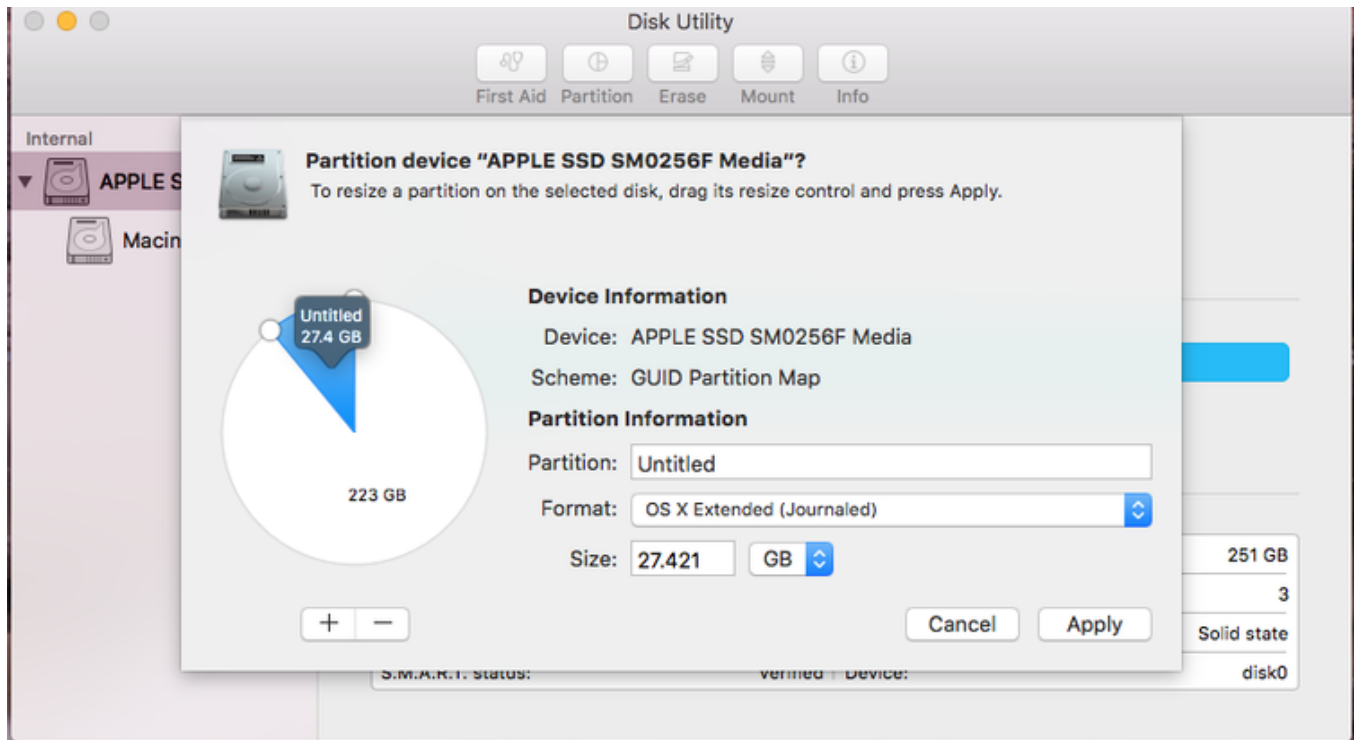 Disk Utility
First Aid Partition Erase Mount Info
Internal
APPLE S
Macin
Partition device "APPLE SSD SM0256F Media"?
To resize a partition on the selected disk, drag its resize control and press Apply.
Untitled
27.4 GB
223 GB
Device Information
Device: APPLE SSD SM0256F Media
Scheme: GUID Partition Map
Partition Information
Partition: Untitled
Format: OS X Extended (Journaled)
Size: 27.421 GB
+ −
Cancel Apply
251 GB
3
Solid state
S.M.A.R.T. status: Verified Device: disk0